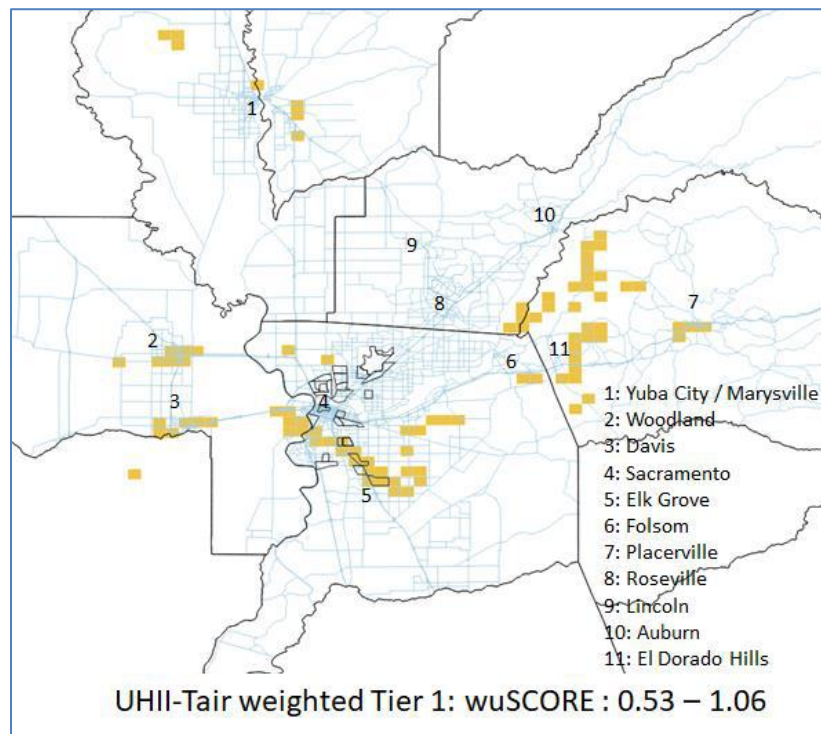 1
10
9
8
7
2
6
11
3
4
5
1: Yuba City / Marysville
2: Woodland
3: Davis
4: Sacramento
5: Elk Grove
6: Folsom
7: Placerville
8: Roseville
9: Lincoln
10: Auburn
11: El Dorado Hills
UHII-Tair weighted Tier 1: wuSCORE : 0.53 – 1.06